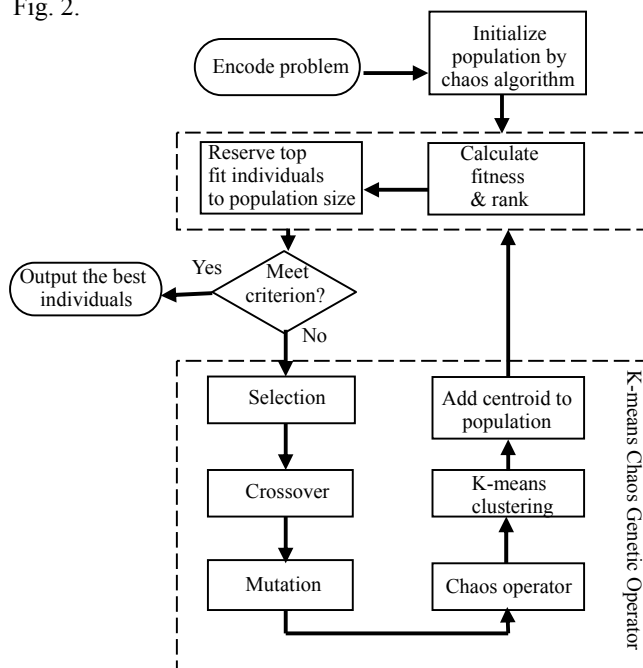 Fig. 2.
Encode problem
Initialize
population by
chaos algorithm
Reserve top
fit individuals
to population size
Calculate
fitness
& rank
Yes
Meet
criterion?
Output the best
individuals
No
Selection
Add centroid to
population
Crossover
K-means
clustering
Mutation
Chaos operator
K-means Chaos Genetic Operator